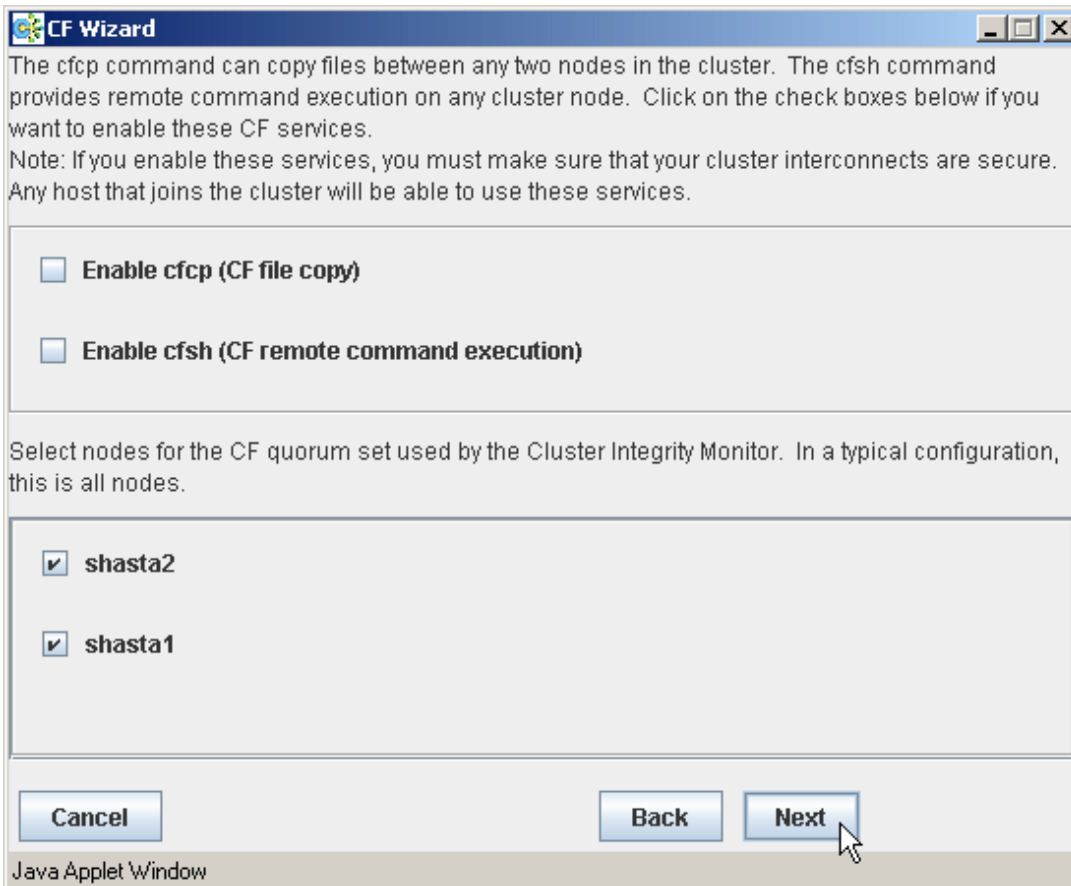 CF Wizard
The cfcp command can copy files between any two nodes in the cluster.  The cfsh command
provides remote command execution on any cluster node.  Click on the check boxes below if you
want to enable these CF services.
Note: If you enable these services, you must make sure that your cluster interconnects are secure.
Any host that joins the cluster will be able to use these services.
Enable cfcp (CF file copy)
Enable cfsh (CF remote command execution)
Select nodes for the CF quorum set used by the Cluster Integrity Monitor.  In a typical configuration,
this is all nodes.
shasta2
shasta1
Cancel Back Next
Java Applet Window